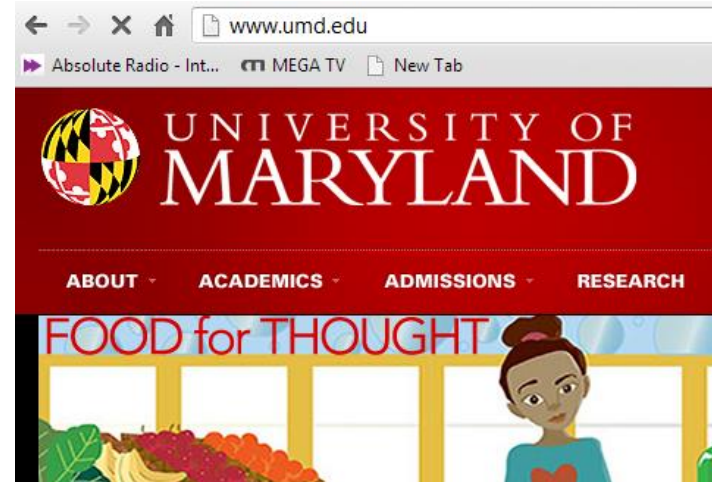 www.umd.edu
Absolute Radio - Int... MEGA TV New Tab
UNIVERSITY OF
MARYLAND
ABOUT ACADEMICS ADMISSIONS RESEARCH
FOOD for THOUGHT